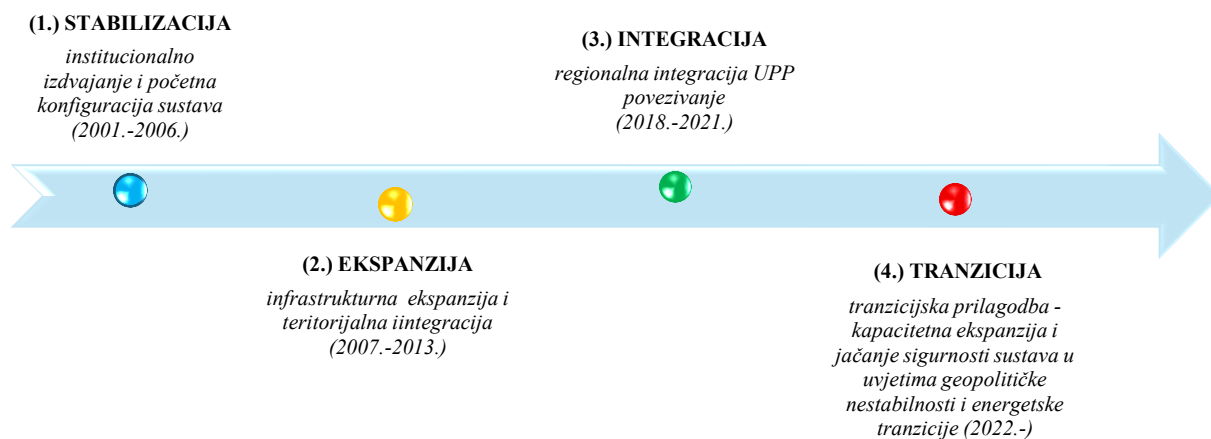 (1.) STABILIZACIJA
institucionalno
izdvajanje i početna
konfiguracija sustava
(2001.-2006.)
(2.) EKSPANZIJA
infrastrukturna ekspanzija i
teritorijalna iintegracija
(2007.-2013.)
(3.) INTEGRACIJA
regionalna integracija UPP
povezivanje
(2018.-2021.)
(4.) TRANZICIJA
tranzicijska prilagodba -
kapacitetna ekspanzija i
jačanje sigurnosti sustava u
uvjetima geopolitičke
nestabilnosti i energetske
tranzicije (2022.-)